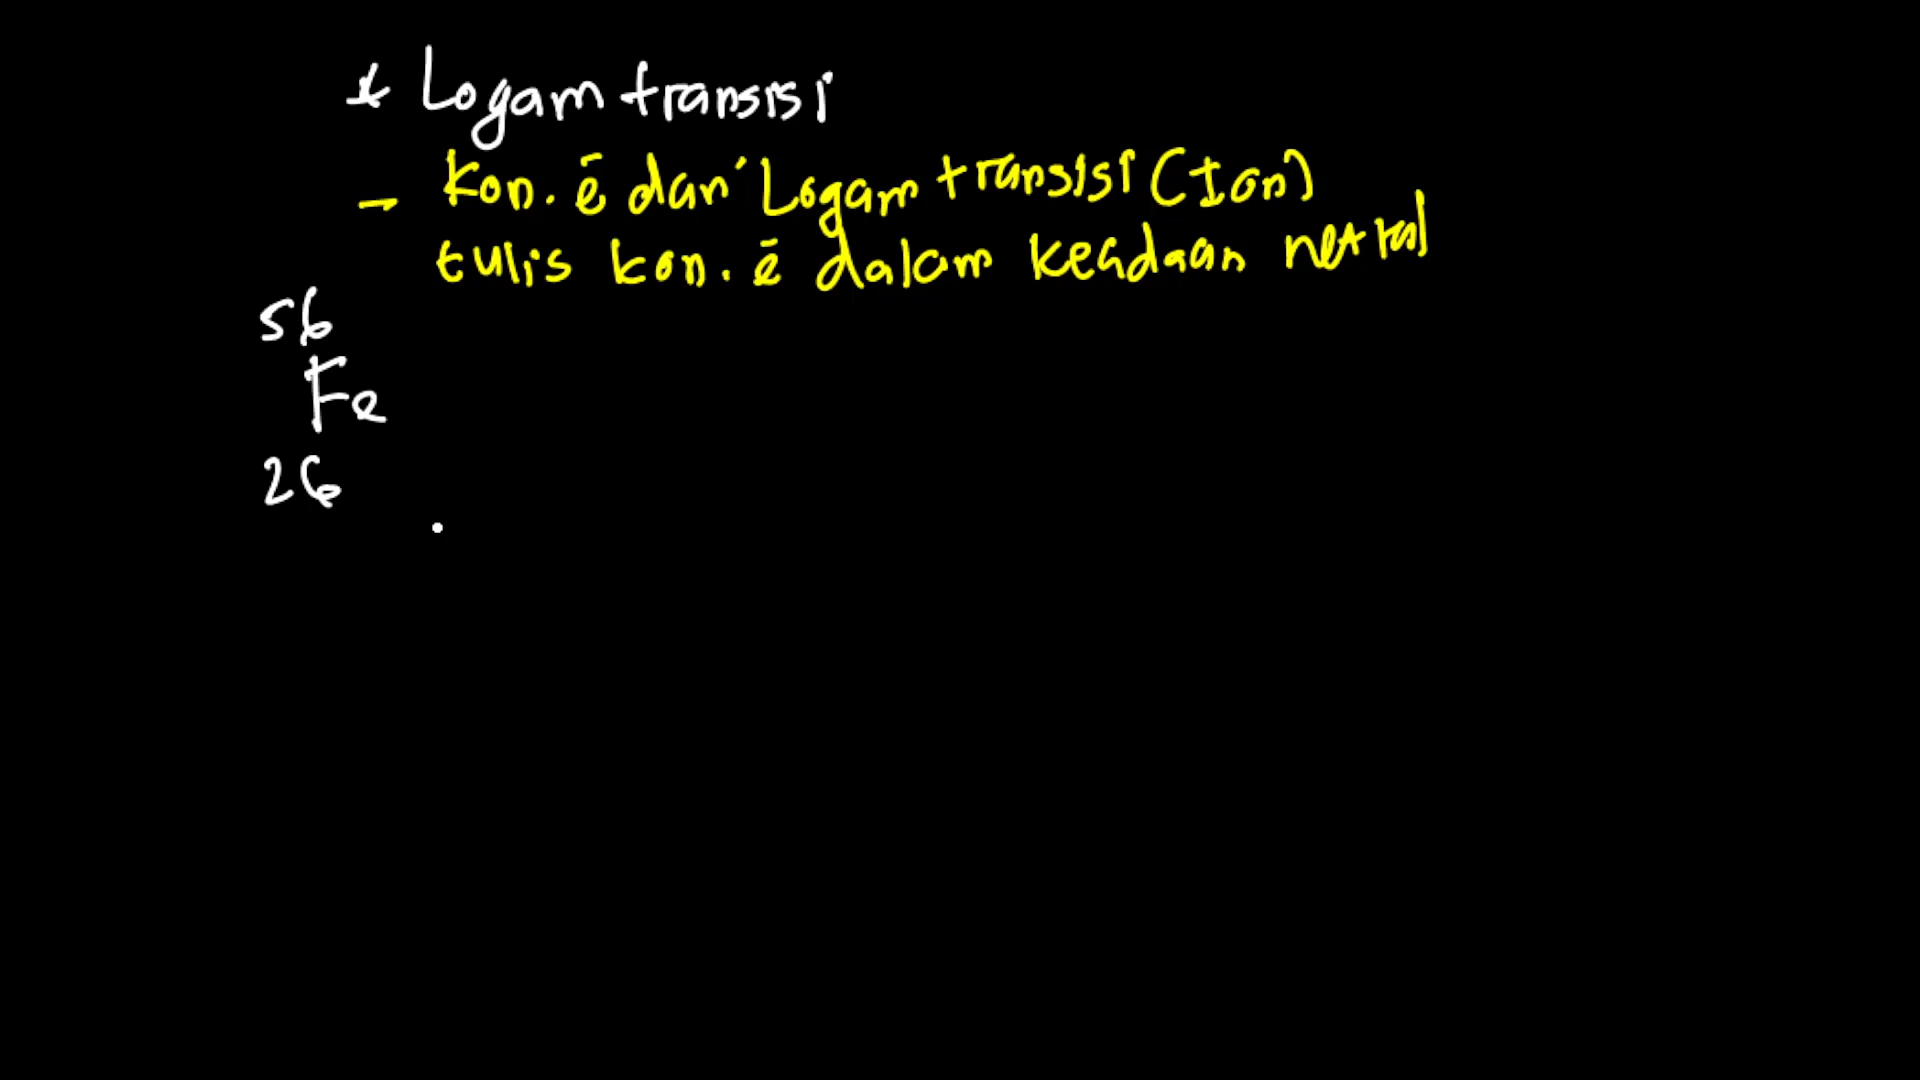 * Logam transisi
- Kon. ē dari Logam transisi (Ion)
tulis kon. ē dalam keadaan netral
56
Fe
26